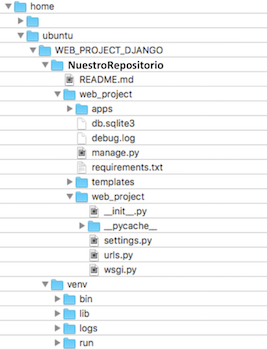 home
ubuntu
WEB_PROJECT_DJANGO
NuestroRepositorio
README.md
web_project
apps
db.sqlite3
debug.log
manage.py
requirements.txt
templates
web_project
__init__.py
__pycache__
settings.py
urls.py
wsgi.py
venv
bin
lib
logs
run